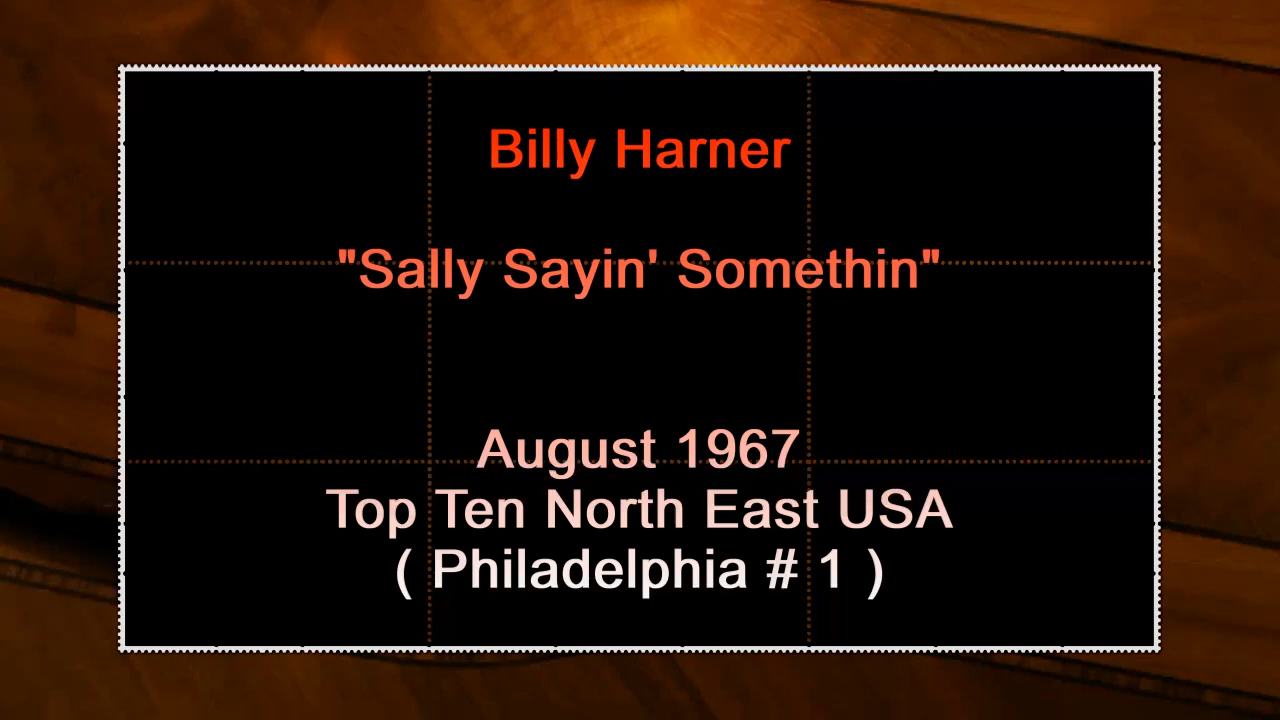 Billy Harner
"Sally Sayin' Somethin"
August 1967
Top Ten North East USA
( Philadelphia # 1 )